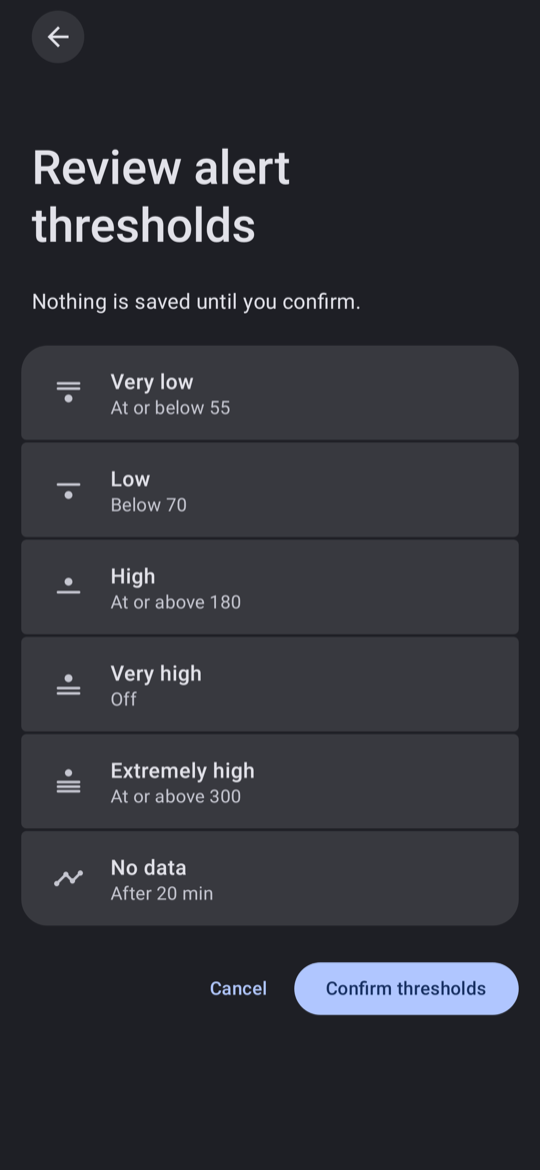 Review alert
thresholds
Nothing is saved until you confirm.
Very low
At or below 55
Low
Below 70
High
At or above 180
Very high
Off
Extremely high
At or above 300
No data
After 20 min
Cancel
Confirm thresholds